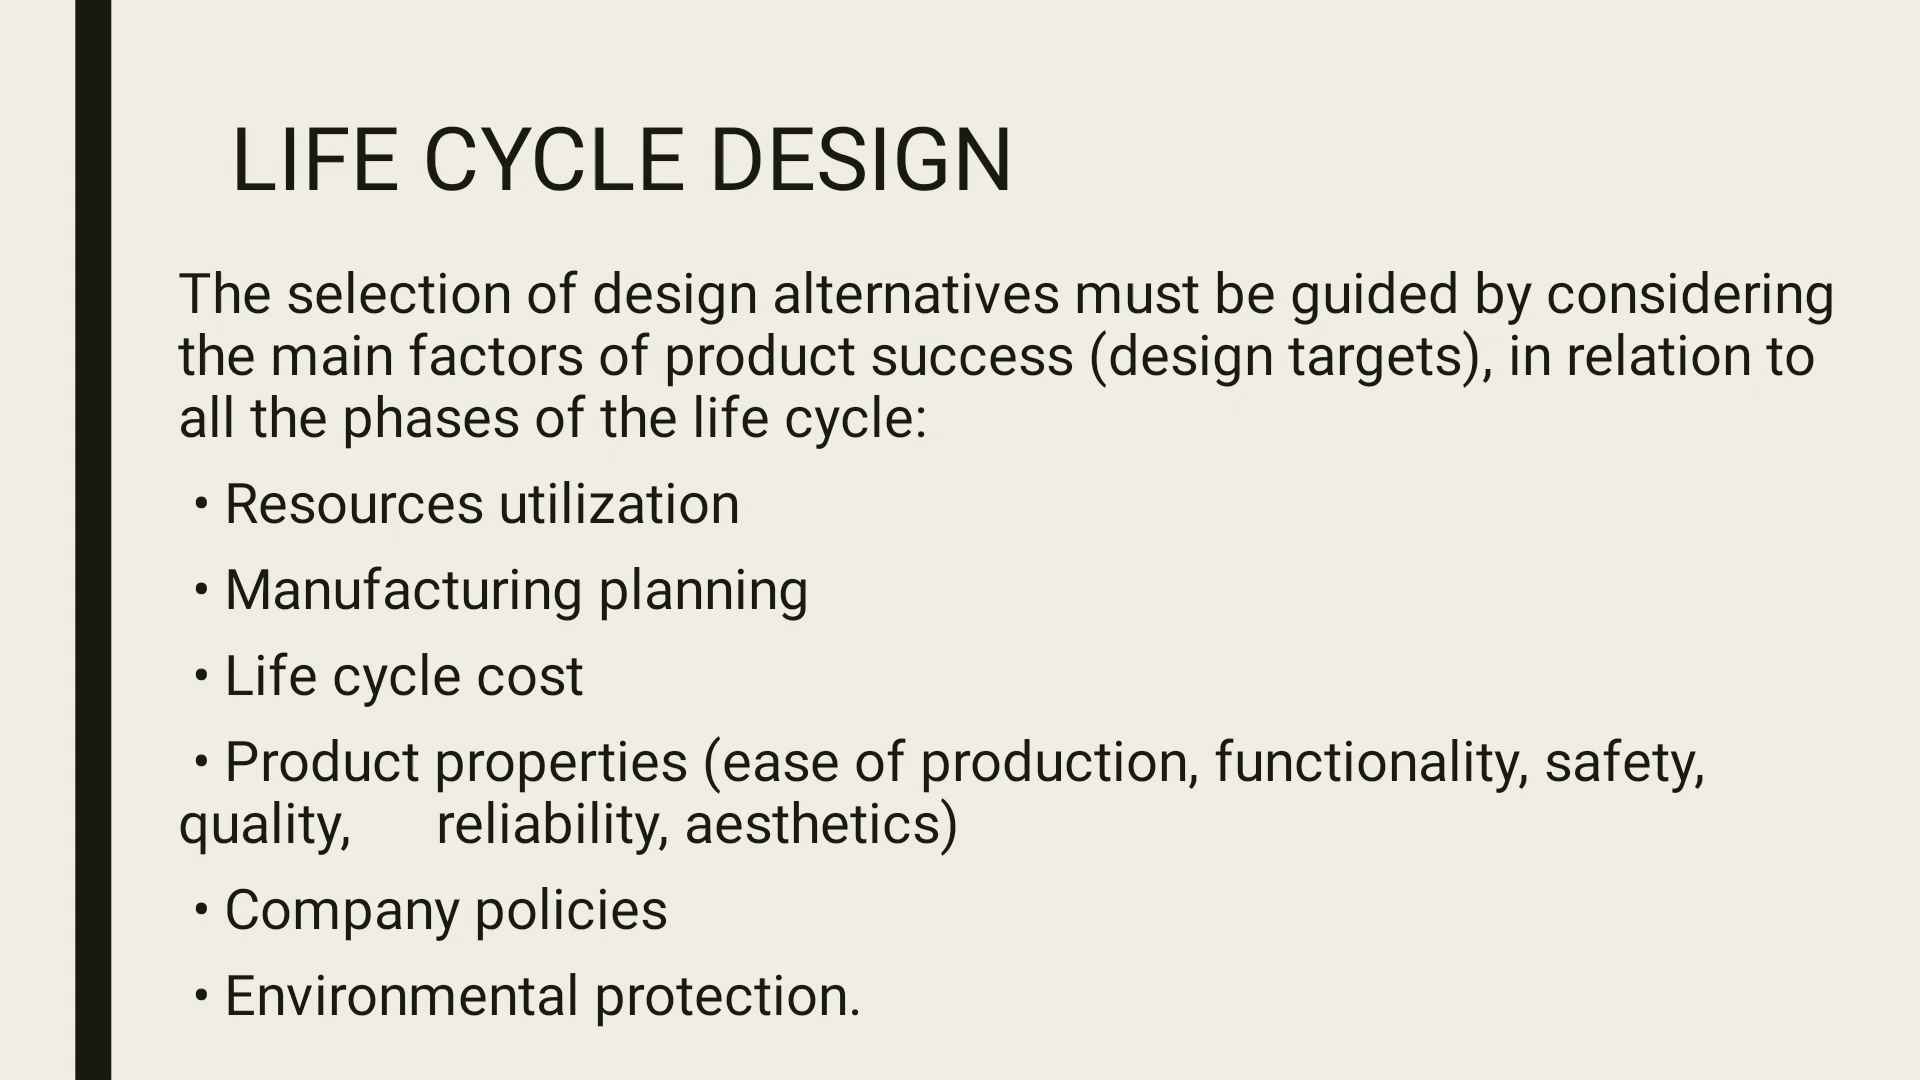 LIFE CYCLE DESIGN
The selection of design alternatives must be guided by considering
the main factors of product success (design targets), in relation to
all the phases of the life cycle:
• Resources utilization
• Manufacturing planning
• Life cycle cost
• Product properties (ease of production, functionality, safety,
quality,      reliability, aesthetics)
• Company policies
• Environmental protection.